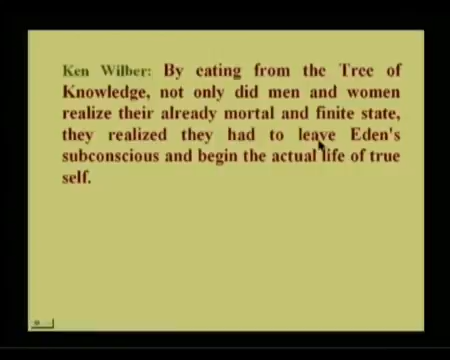 Ken Wilber: By eating from the Tree of
Knowledge, not only did men and women
realize their already mortal and finite state,
they realized they had to leave Eden's
subconscious and begin the actual life of true
self.